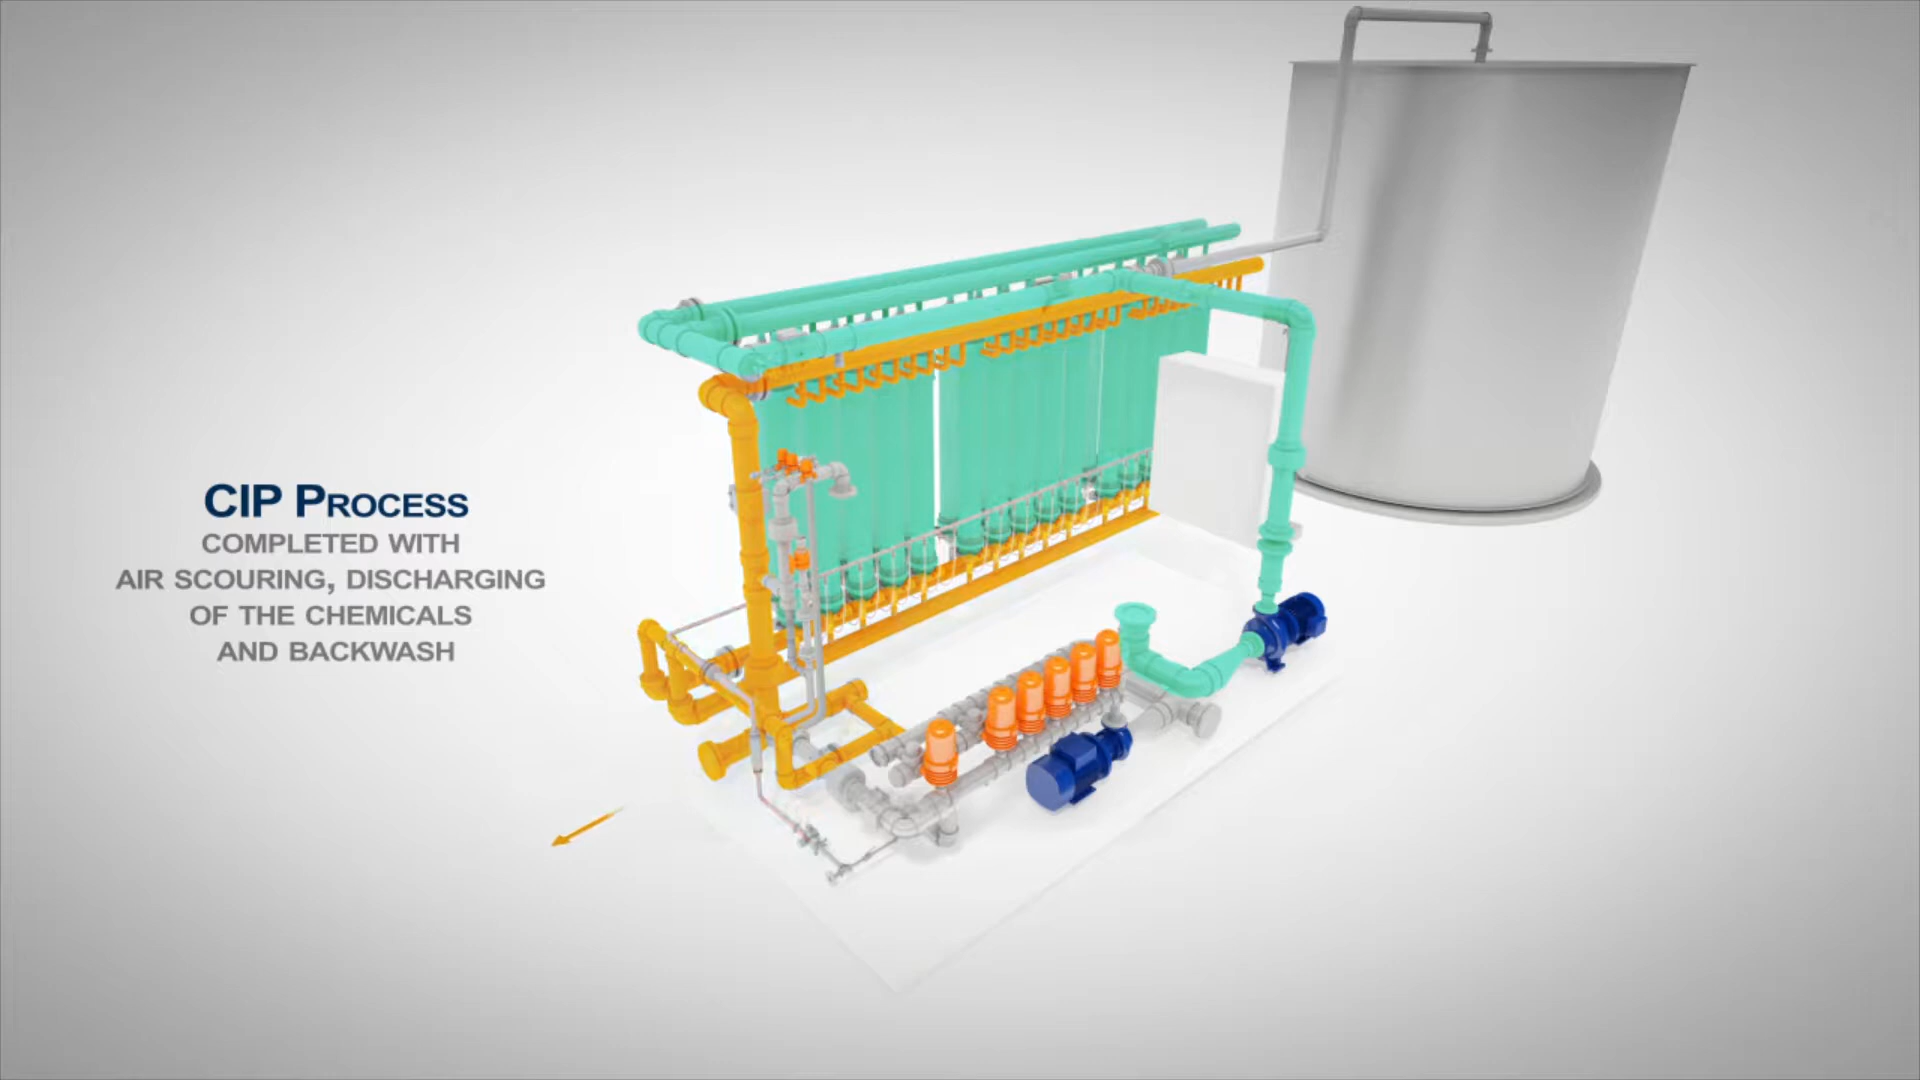 CIP Process
COMPLETED WITH
AIR SCOURING, DISCHARGING
OF THE CHEMICALS
AND BACKWASH